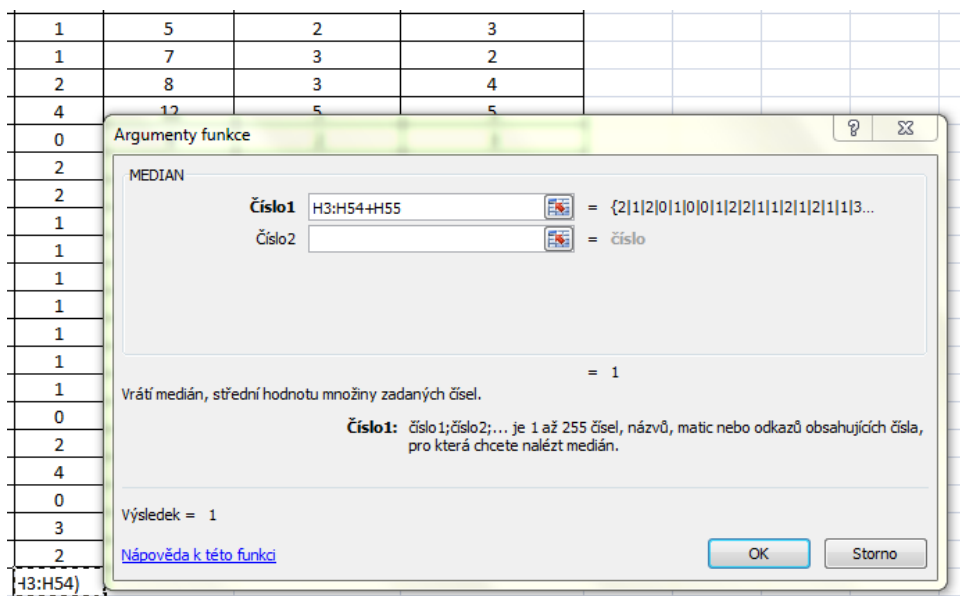 1 5 2 3
1 7 3 2
2 8 3 4
4 12 5 5
Argumenty funkce
0
2
MEDIAN
2
Číslo1 H3:H54+H55 = {2|1|2|0|1|0|0|1|2|2|1|1|2|1|2|1|1|3...
1
Číslo2 = číslo
1
1
1
1
1
= 1
1
Vrátí medián, střední hodnotu množiny zadaných čísel.
0
Číslo1: číslo1;číslo2;... je 1 až 255 čísel, názvů, matic nebo odkazů obsahujících čísla,
pro která chcete nalézt medián.
2
4
0
Výsledek = 1
3
2
Nápověda k této funkci OK Storno
H3:H54)